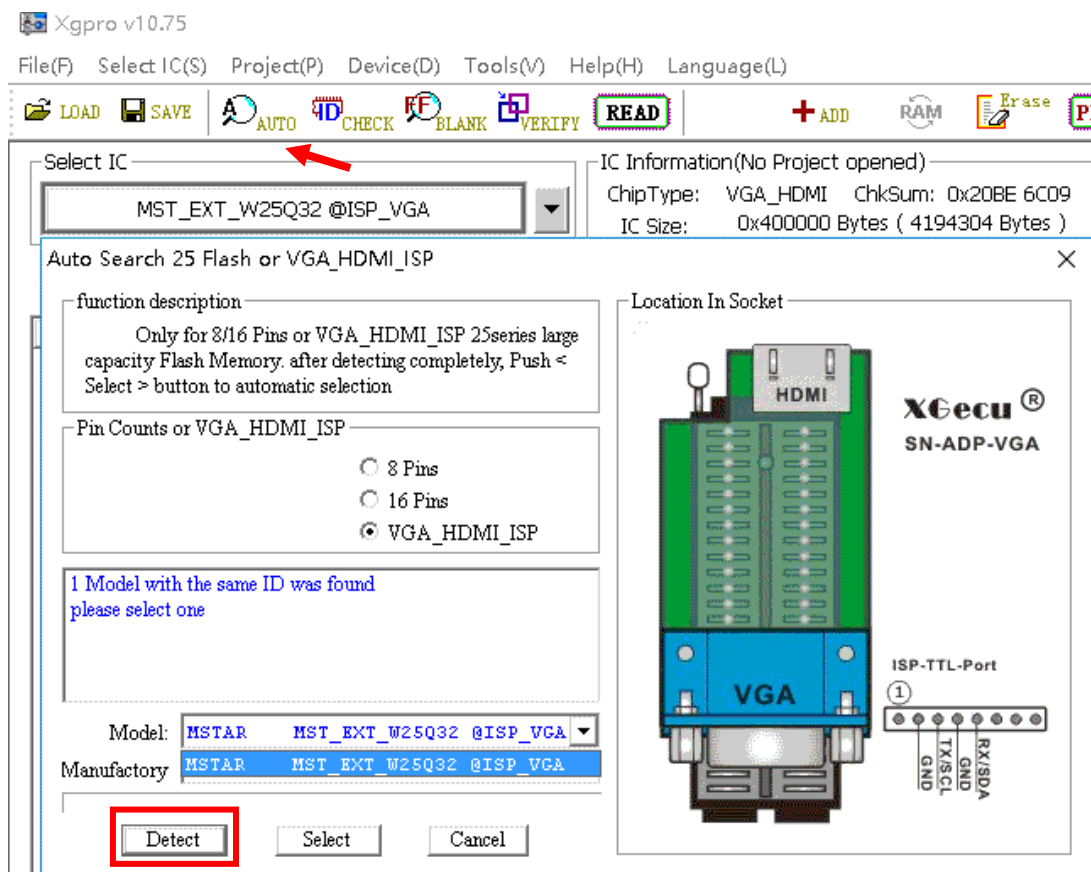 Xgpro v10.75
File(F) Select IC(S) Project(P) Device(D) Tools(V) Help(H) Language(L)
LOAD SAVE AUTO CHECK BLANK VERIFY READ ADD RAM Erase
Select IC
MST_EXT_W25Q32 @ISP_VGA
IC Information(No Project opened)
ChipType: VGA_HDMI ChkSum: 0x20BE 6C09
IC Size: 0x400000 Bytes ( 4194304 Bytes )
Auto Search 25 Flash or VGA_HDMI_ISP
function description
Only for 8/16 Pins or VGA_HDMI_ISP 25series large
capacity Flash Memory. after detecting completely, Push <
Select > button to automatic selection
Pin Counts or VGA_HDMI_ISP
8 Pins
16 Pins
VGA_HDMI_ISP
1 Model with the same ID was found
please select one
Model: MSTAR MST_EXT_W25Q32 @ISP_VGA
Manufactory MSTAR MST_EXT_W25Q32 @ISP_VGA
Detect Select Cancel
Location In Socket
HDMI
XGecu ®
SN-ADP-VGA
VGA
ISP-TTL-Port
1
GND
TX/SCL
GND
RX/SDA